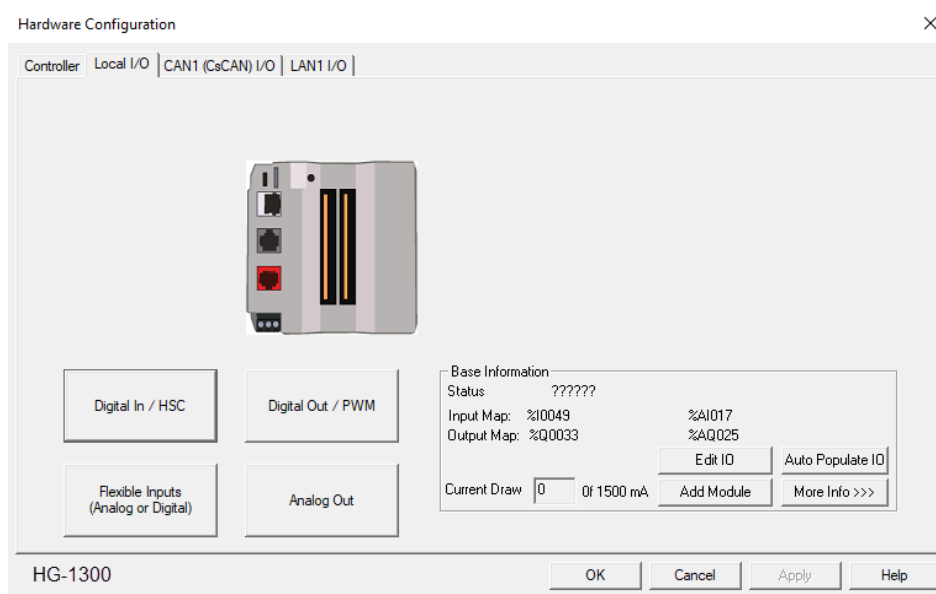 Hardware Configuration
Controller Local I/O CAN1 (CsCAN) I/O LAN1 I/O
Digital In / HSC
Digital Out / PWM
Flexible Inputs
(Analog or Digital)
Analog Out
Base Information
Status ??????
Input Map: %I0049 %AI017
Output Map: %Q0033 %AQ025
Edit IO Auto Populate IO
Current Draw 0 Of 1500 mA Add Module More Info >>>
HG-1300
OK Cancel Apply Help